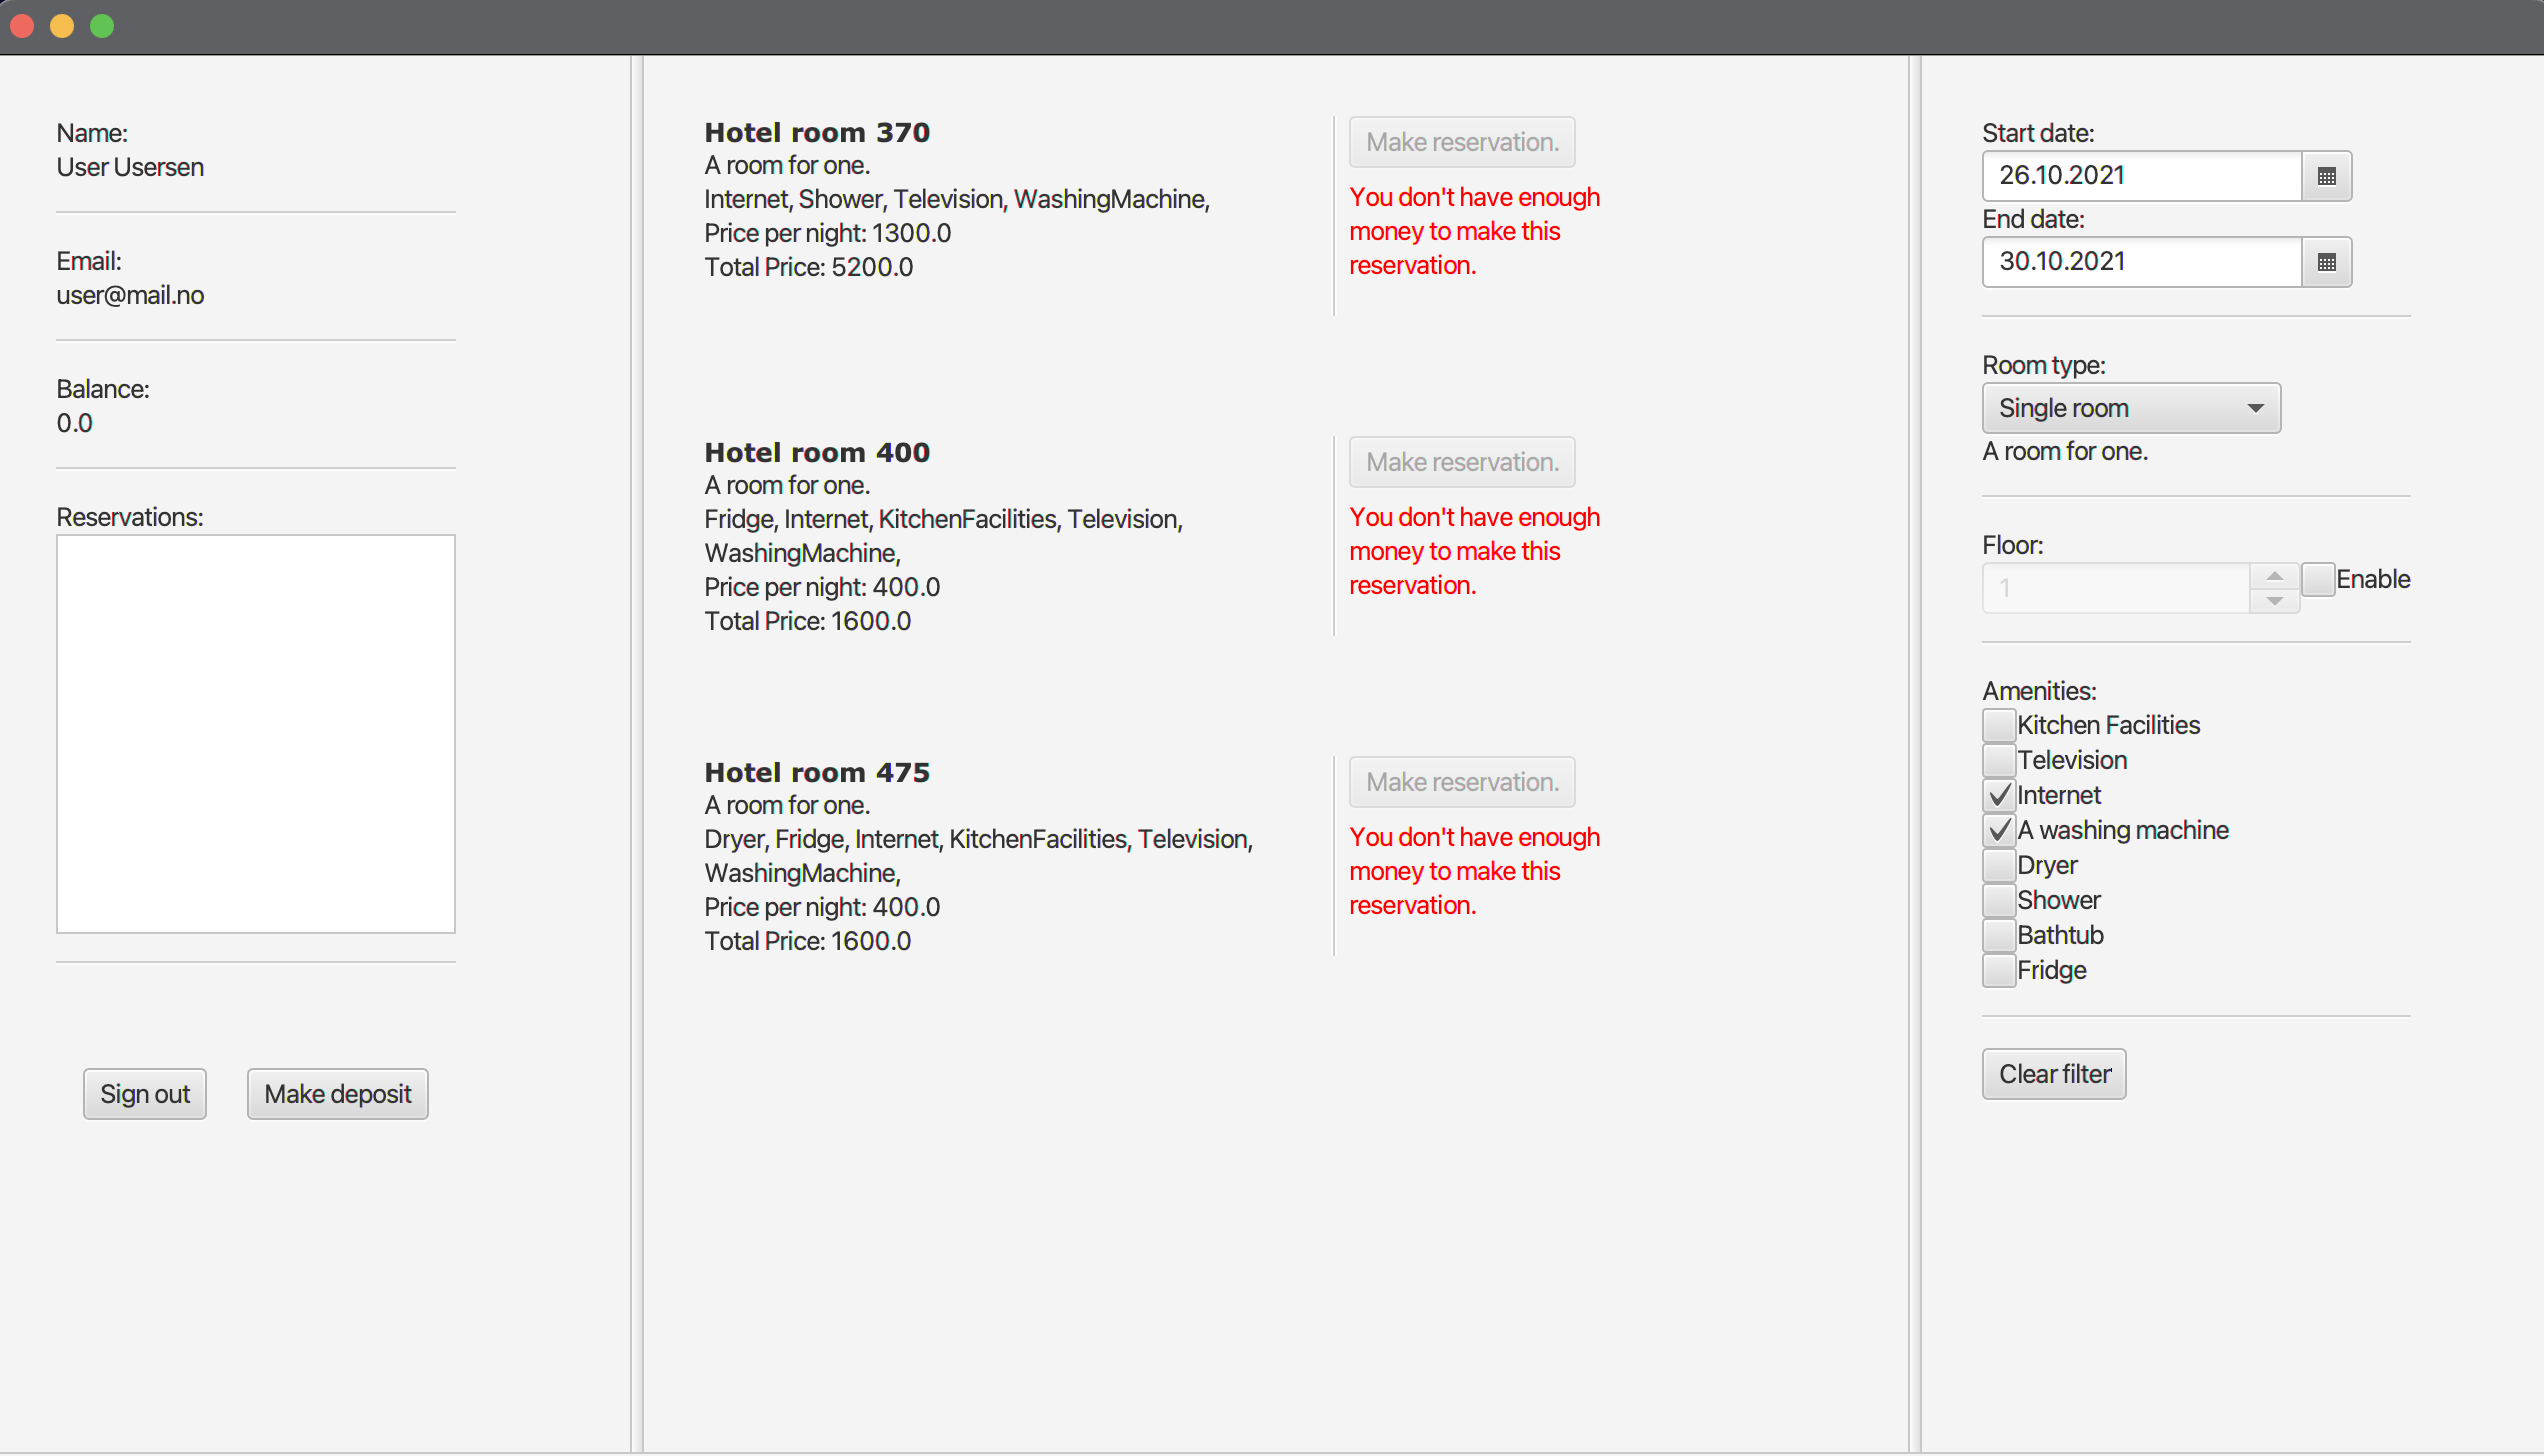 Name:
User Usersen
Email:
user@mail.no
Balance:
0.0
Reservations:
Sign out
Make deposit
Hotel room 370
A room for one.
Internet, Shower, Television, WashingMachine,
Price per night: 1300.0
Total Price: 5200.0
Make reservation.
You don't have enough
money to make this
reservation.
Hotel room 400
A room for one.
Fridge, Internet, KitchenFacilities, Television,
WashingMachine,
Price per night: 400.0
Total Price: 1600.0
Make reservation.
You don't have enough
money to make this
reservation.
Hotel room 475
A room for one.
Dryer, Fridge, Internet, KitchenFacilities, Television,
WashingMachine,
Price per night: 400.0
Total Price: 1600.0
Make reservation.
You don't have enough
money to make this
reservation.
Start date:
26.10.2021
End date:
30.10.2021
Room type:
Single room
A room for one.
Floor:
1
Enable
Amenities:
Kitchen Facilities
Television
Internet
A washing machine
Dryer
Shower
Bathtub
Fridge
Clear filter